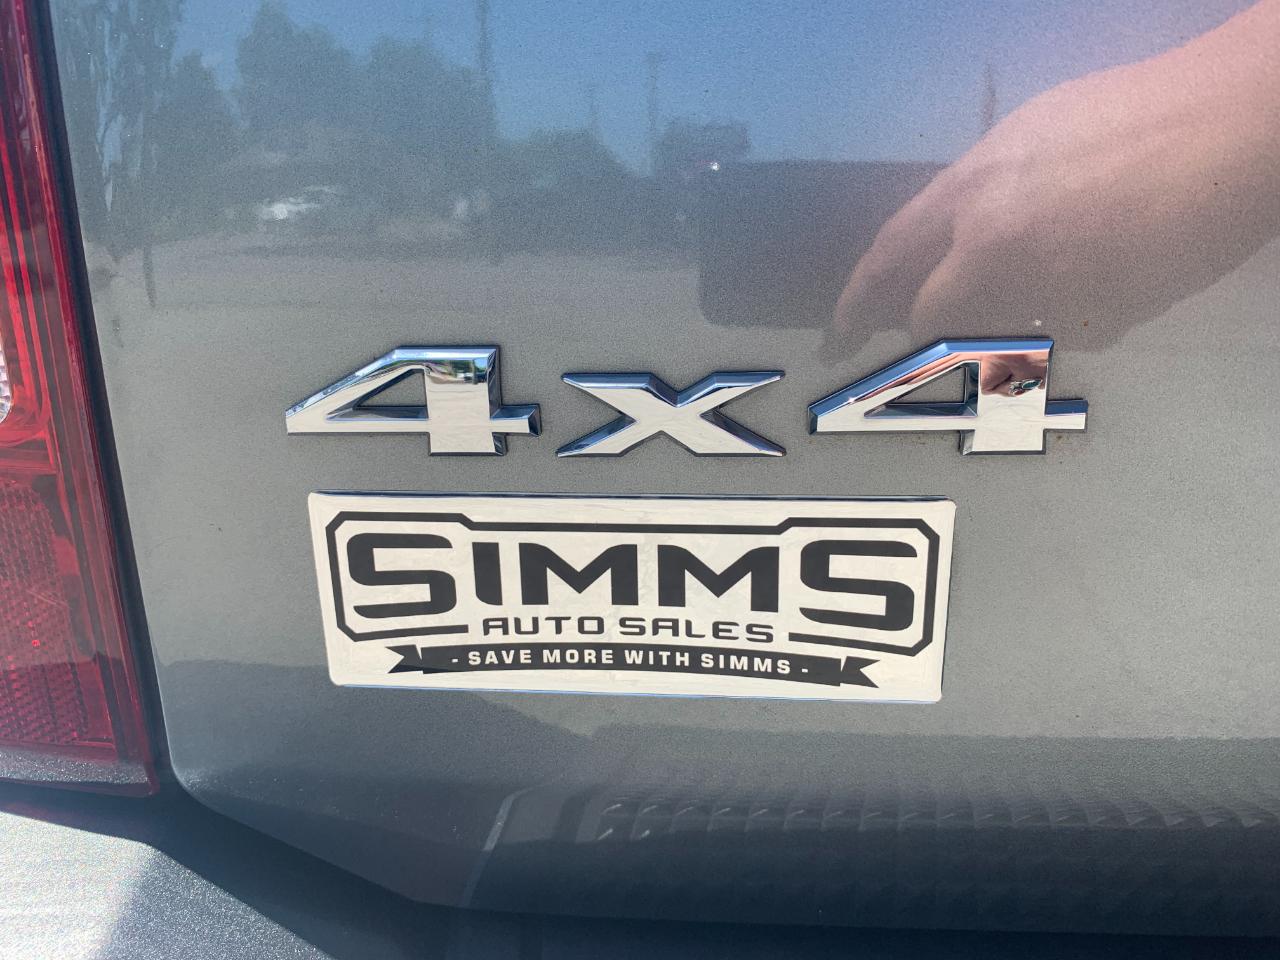 4x4
SIMMS
AUTO SALES
- SAVE MORE WITH SIMMS -